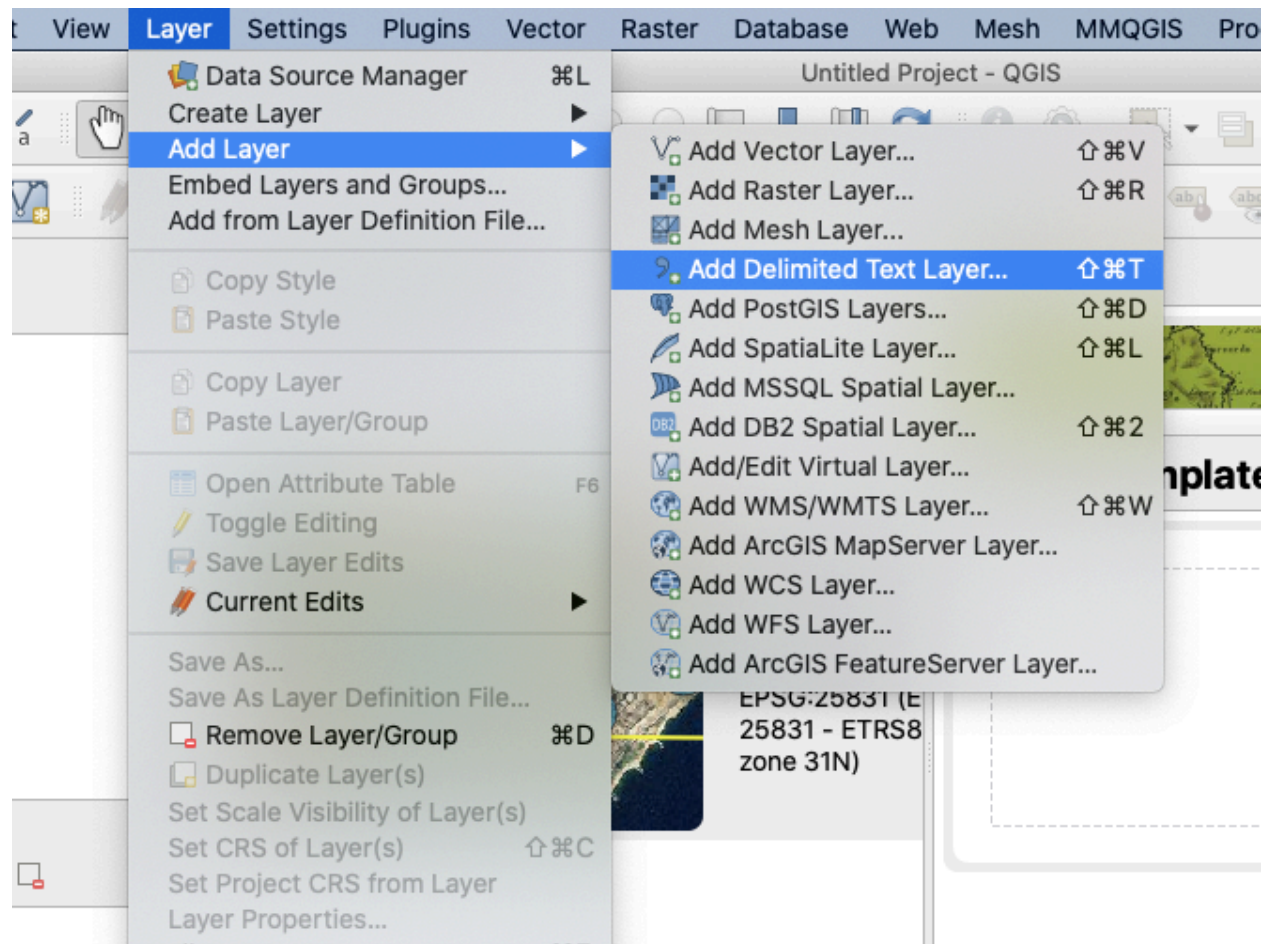 View Layer Settings Plugins Vector Raster Database Web Mesh MMQGIS Pro
Untitled Project - QGIS
a
Data Source Manager ⌘L
Create Layer ▶
Add Layer ▶
Embed Layers and Groups...
Add from Layer Definition File...
Copy Style
Paste Style
Copy Layer
Paste Layer/Group
Open Attribute Table F6
Toggle Editing
Save Layer Edits
Current Edits ▶
Save As...
Save As Layer Definition File...
Remove Layer/Group ⌘D
Duplicate Layer(s)
Set Scale Visibility of Layer(s)
Set CRS of Layer(s) ⇧⌘C
Set Project CRS from Layer
Layer Properties...
Add Vector Layer... ⇧⌘V
Add Raster Layer... ⇧⌘R
Add Mesh Layer...
Add Delimited Text Layer... ⇧⌘T
Add PostGIS Layers... ⇧⌘D
Add SpatiaLite Layer... ⇧⌘L
Add MSSQL Spatial Layer...
DB2 Add DB2 Spatial Layer... ⇧⌘2
Add/Edit Virtual Layer...
Add WMS/WMTS Layer... ⇧⌘W
Add ArcGIS MapServer Layer...
Add WCS Layer...
Add WFS Layer...
Add ArcGIS FeatureServer Layer...
abc
mplate
EPSG:25831 (E
25831 - ETRS8
zone 31N)